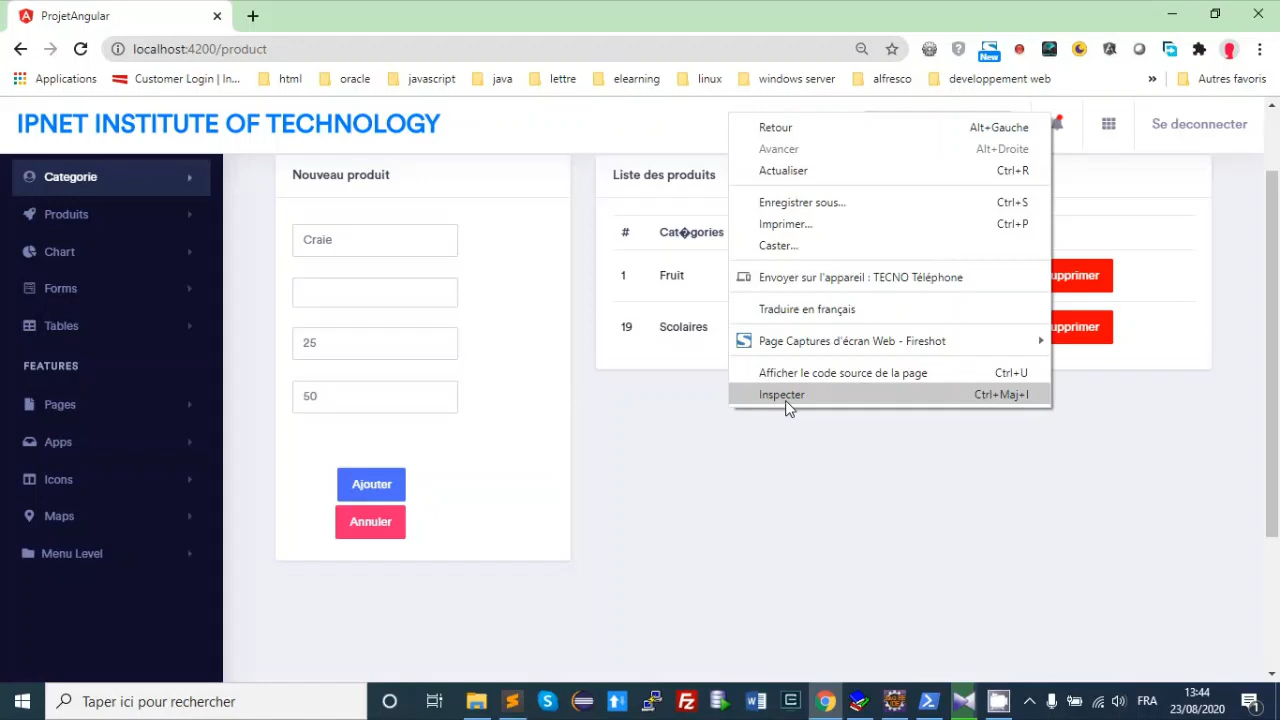 ProjetAngular
localhost:4200/product
New
Applications
Customer Login | In...
html
oracle
javascript
java
lettre
elearning
linux
windows server
alfresco
developpement web
»
Autres favoris
IPNET INSTITUTE OF TECHNOLOGY
Se deconnecter
Categorie
Produits
Chart
Forms
Tables
FEATURES
Pages
Apps
Icons
Maps
Menu Level
Nouveau produit
Craie
25
50
Ajouter
Annuler
Liste des produits
# Cat�gories
1 Fruit
upprimer
19 Scolaires
upprimer
Retour Alt+Gauche
Avancer Alt+Droite
Actualiser Ctrl+R
Enregistrer sous... Ctrl+S
Imprimer... Ctrl+P
Caster...
Envoyer sur l'appareil : TECNO Téléphone
Traduire en français
Page Captures d'écran Web - Fireshot
Afficher le code source de la page Ctrl+U
Inspecter Ctrl+Maj+I
Taper ici pour rechercher
FRA
13:44
23/08/2020